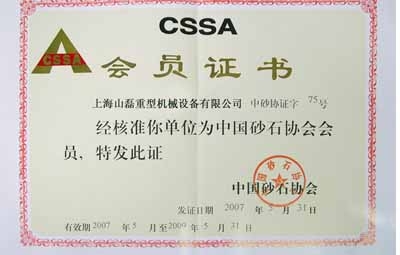 CSSA
CSSA
会员证书
上海山磊重型机械设备有限公司 中砂协证字 75号
经核准你单位为中国砂石协会会
员,特发此证
中国砂石协会
发证日期 2007 年 5 月 31日
有效期2007 年 5 月至2009 年 5 月 31 日